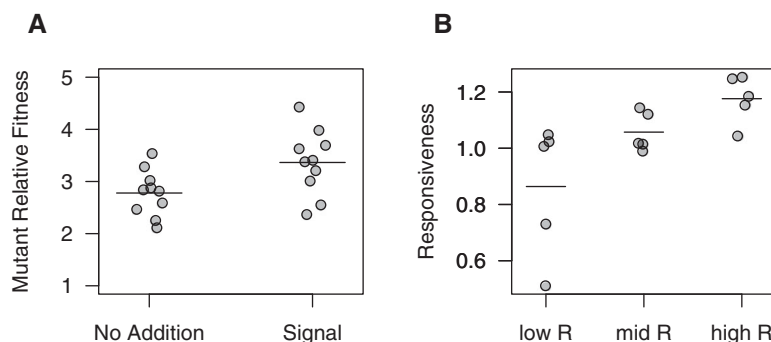 A
B
Mutant Relative Fitness
5
4
3
2
1
No Addition
Signal
Responsiveness
1.2
1.0
0.8
0.6
low R
mid R
high R